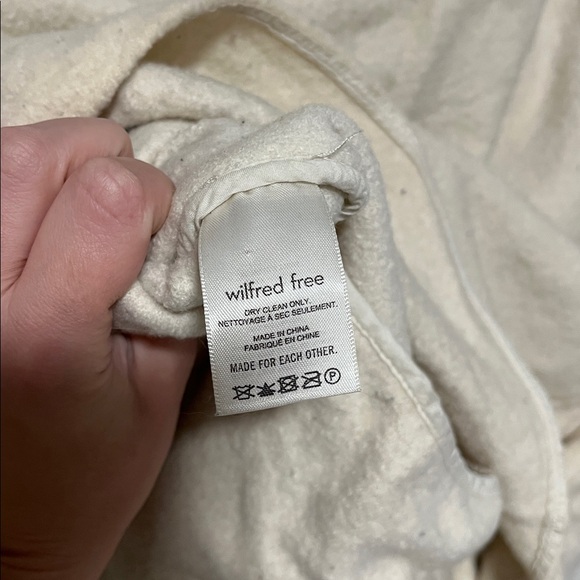 wilfred free
DRY CLEAN ONLY.
NETTOYAGE À SEC SEULEMENT.
MADE IN CHINA
FABRIQUÉ EN CHINE
MADE FOR EACH OTHER.
P